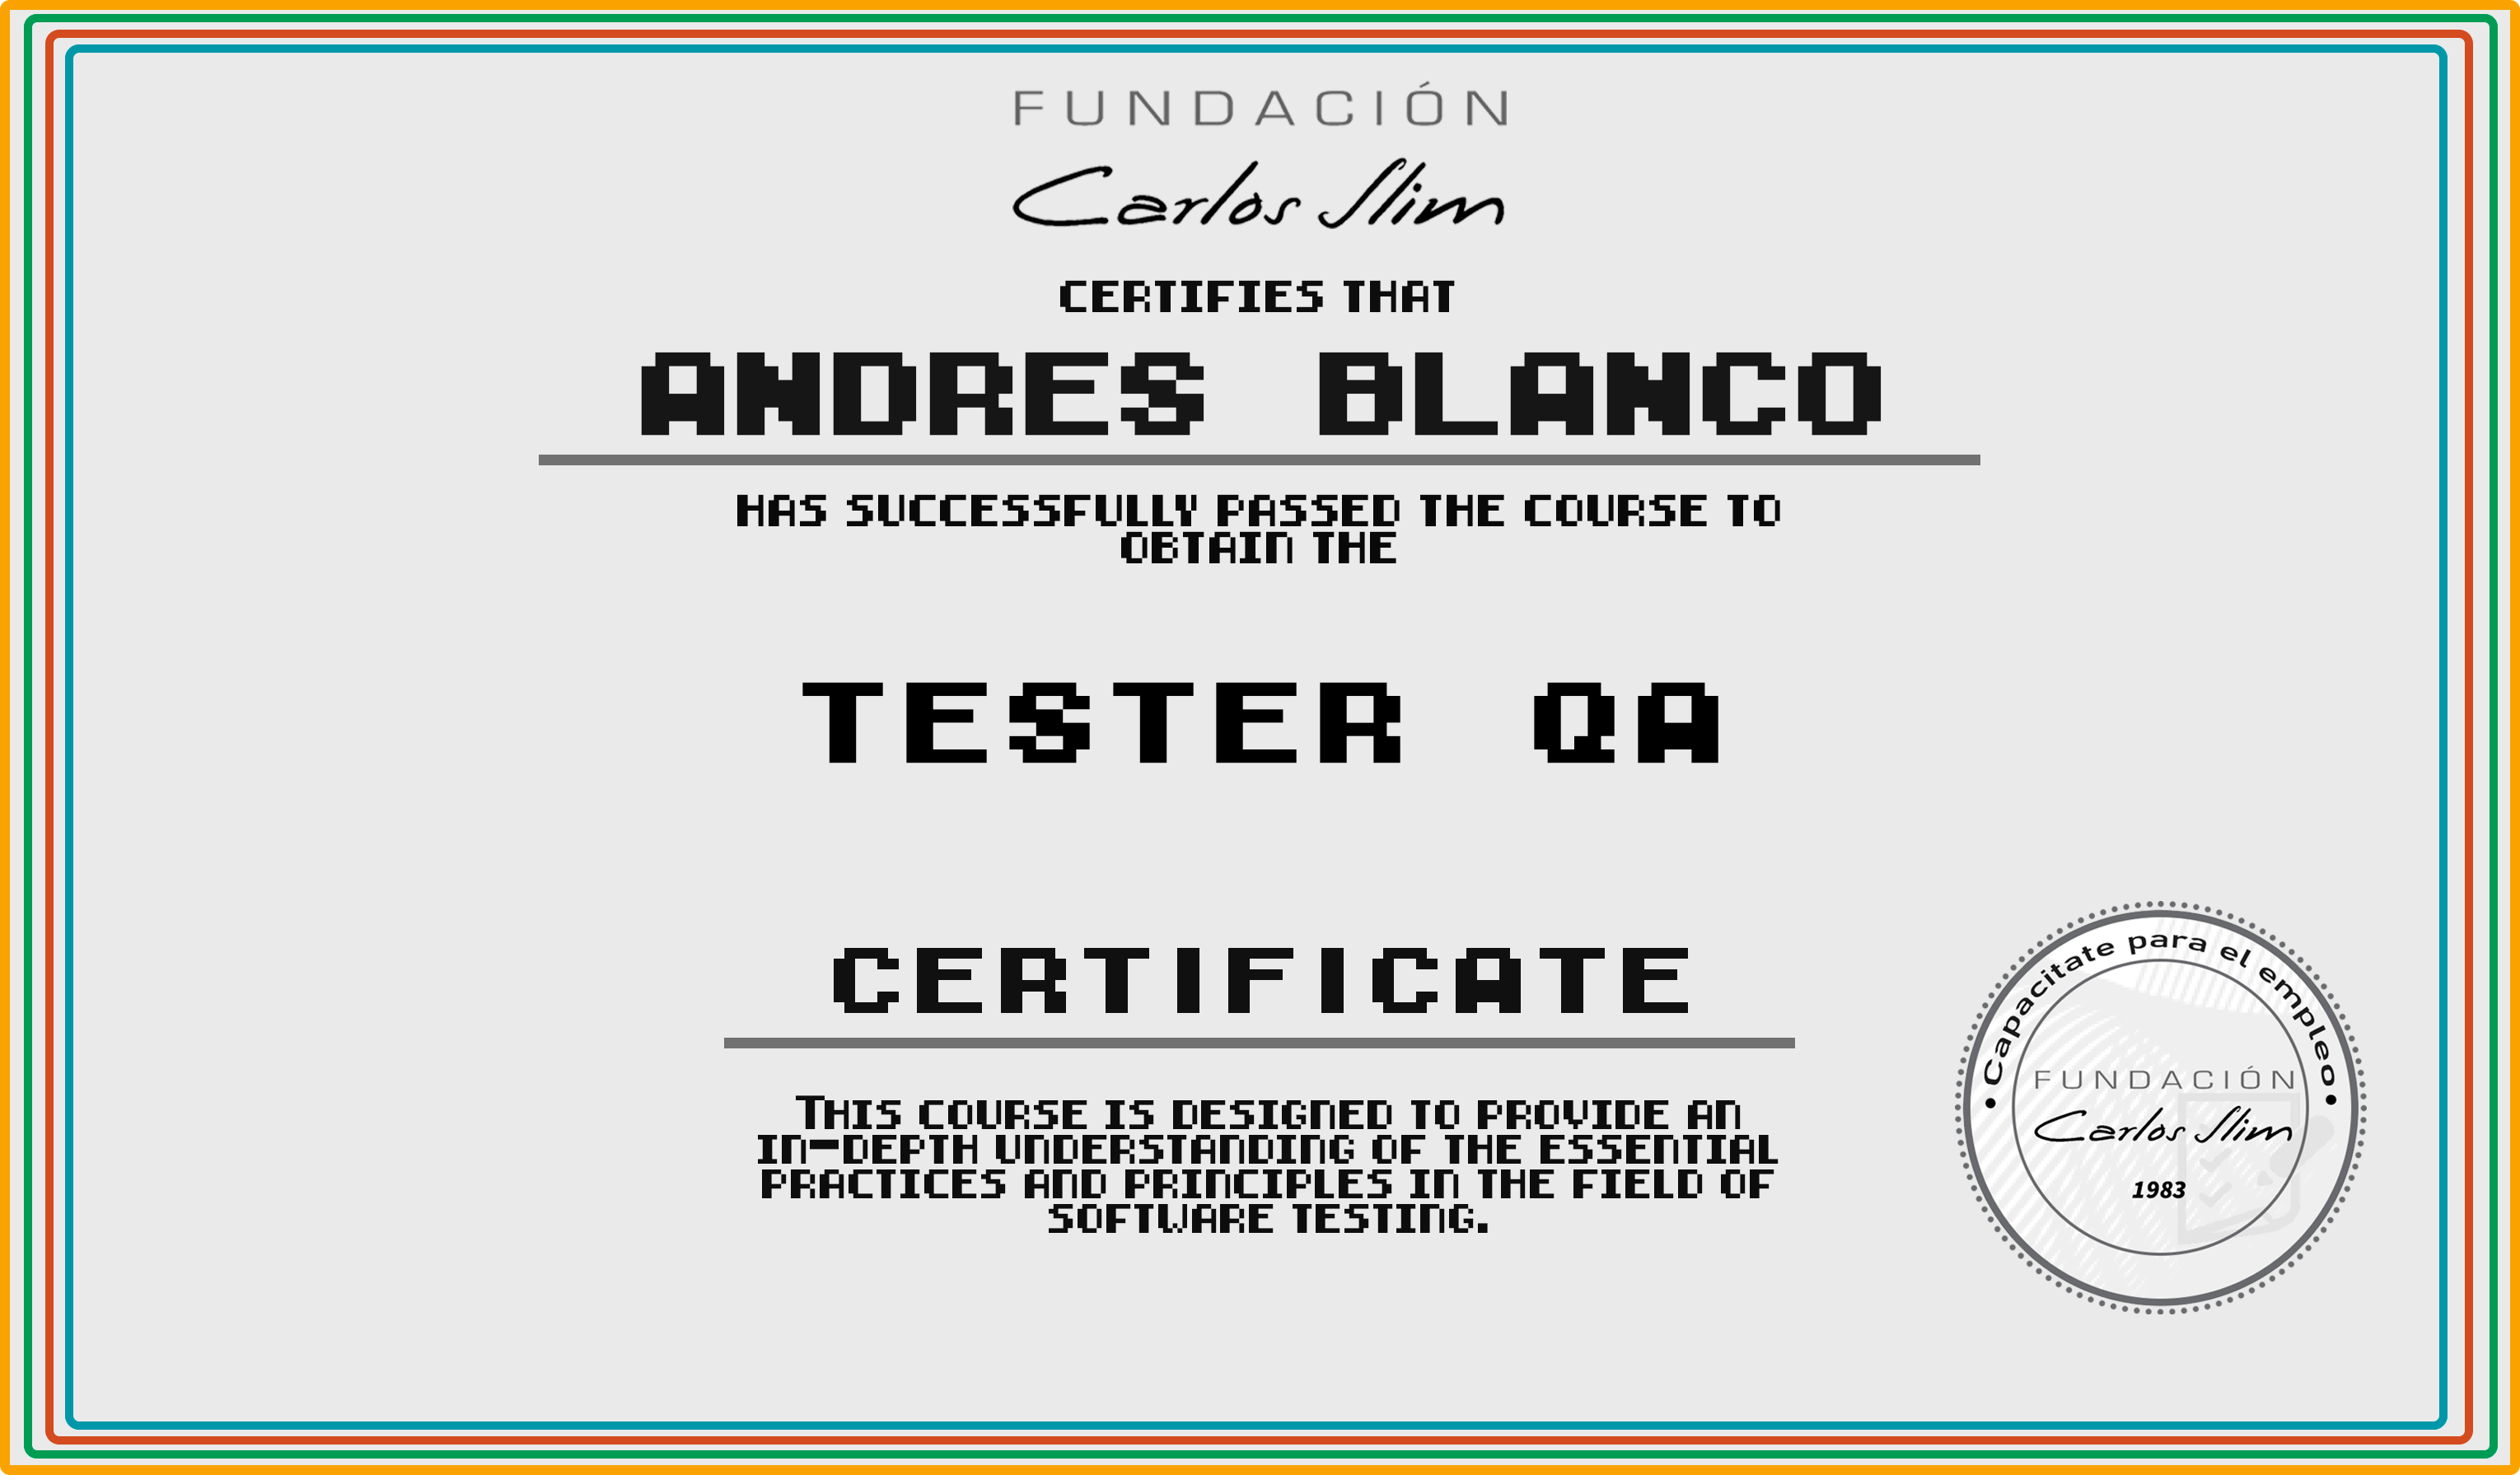 FUNDACIÓN
Carlos Slim
CERTIFIES THAT
ANDRES BLANCO
HAS SUCCESSFULLY PASSED THE COURSE TO
OBTAIN THE
TESTER QA
CERTIFICATE
THIS COURSE IS DESIGNED TO PROVIDE AN
IN-DEPTH UNDERSTANDING OF THE ESSENTIAL
PRACTICES AND PRINCIPLES IN THE FIELD OF
SOFTWARE TESTING.
• Capacitate para el empleo •
FUNDACIÓN
Carlos Slim
1983